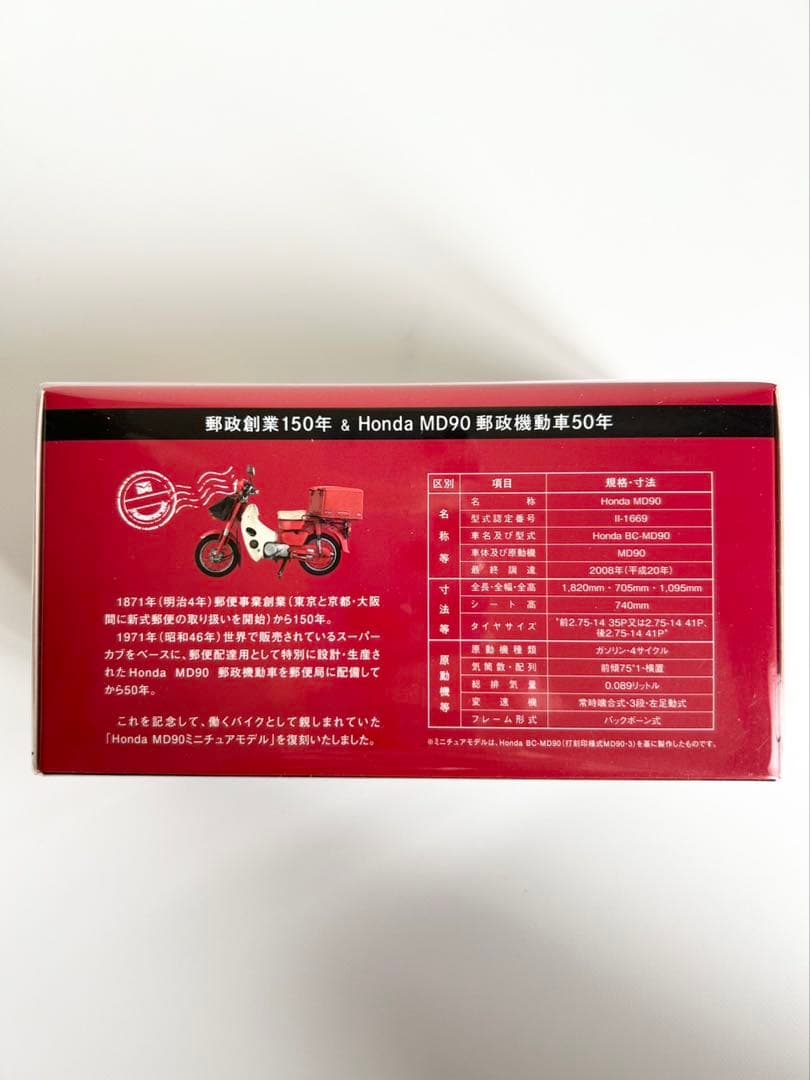 郵政創業150年 & Honda MD90 郵政機動車50年
1871年(明治4年)郵便事業創業(東京と京都・大阪
間に新式郵便の取り扱いを開始)から150年。
1971年(昭和46年)世界で販売されているスーパー
カブをベースに、郵便配達用として特別に設計・生産さ
れたHonda MD90 郵政機動車を郵便局に配備して
から50年。
これを記念して、働くバイクとして親しまれていた
「Honda MD90ミニチュアモデル」を復刻いたしました。
区別 項目 規格・寸法
名称等
名称 Honda MD90
型式認定番号 II-1669
車名及び型式 Honda BC-MD90
車体及び原動機 MD90
最終調達 2008年(平成20年)
寸法等
全長・全幅・全高 1,820mm・705mm・1,095mm
シート高 740mm
タイヤサイズ "前2.75-14 35P又は2.75-14 41P、
後2.75-14 41P"
原動機等
原動機種類 ガソリン・4サイクル
気筒数・配列 前傾75°1・横置
総排気量 0.089リットル
変速機 常時噛合式・3段・左足動式
フレーム形式 バックボーン式
※ミニチュアモデルは、Honda BC-MD90(打刻印様式MD90-3)を基に製作したものです。